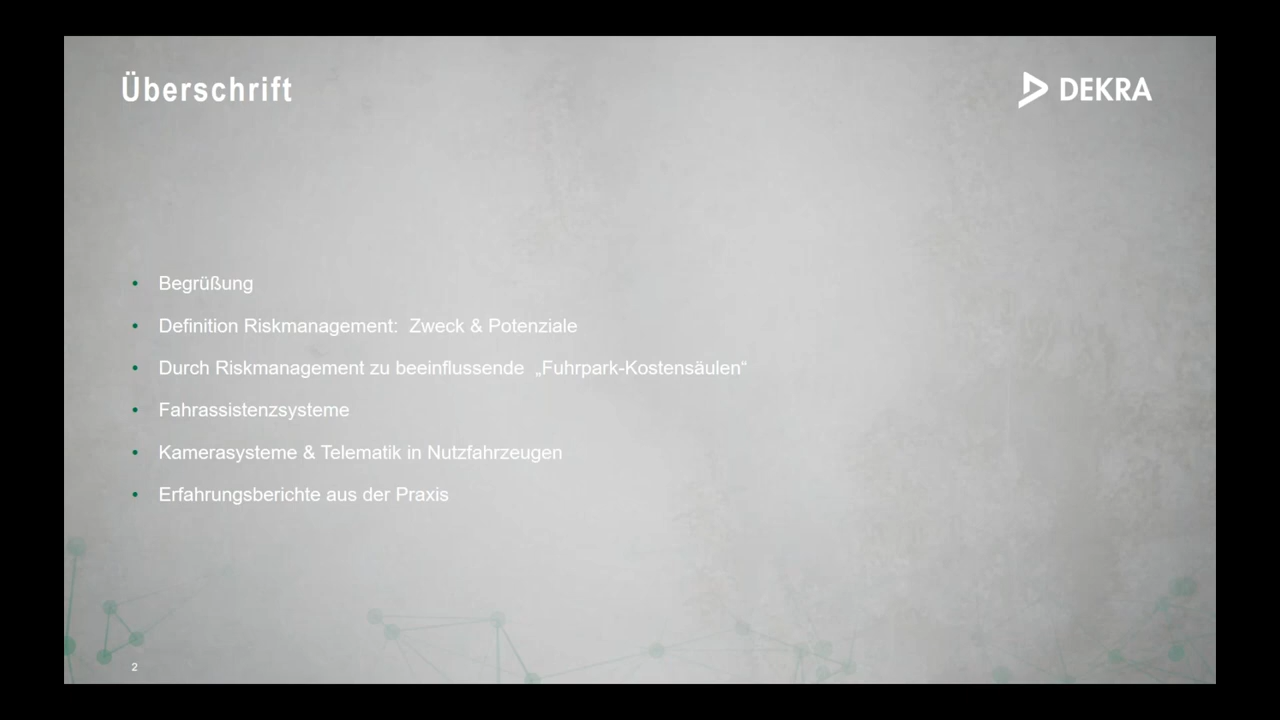 Überschrift
DEKRA
• Begrüßung
• Definition Riskmanagement:  Zweck & Potenziale
• Durch Riskmanagement zu beeinflussende  „Fuhrpark-Kostensäulen“
• Fahrassistenzsysteme
• Kamerasysteme & Telematik in Nutzfahrzeugen
• Erfahrungsberichte aus der Praxis
2